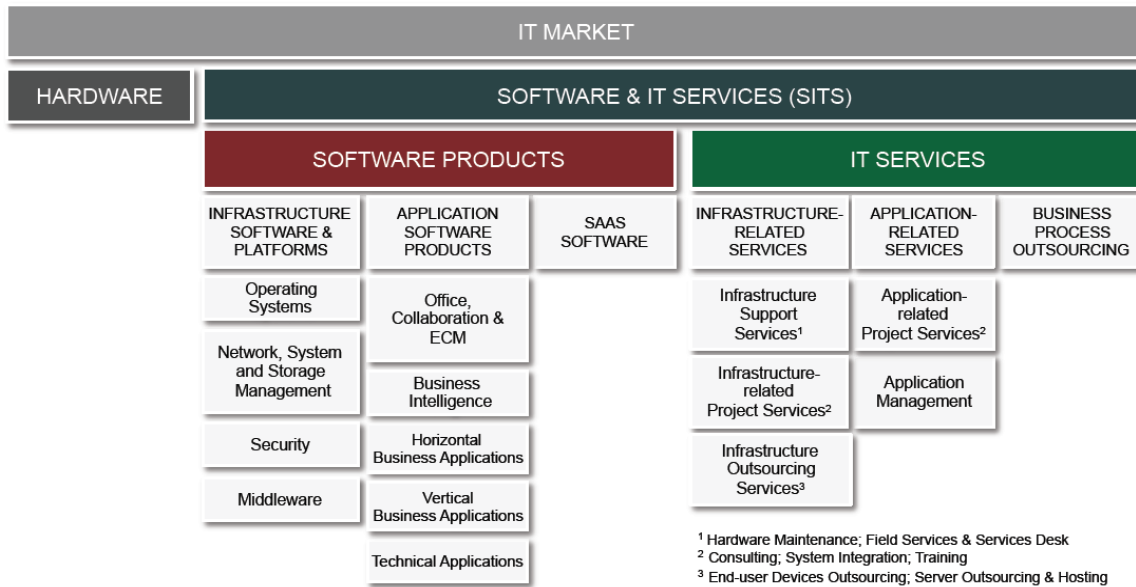 IT MARKET
HARDWARE
SOFTWARE & IT SERVICES (SITS)
SOFTWARE PRODUCTS
IT SERVICES
INFRASTRUCTURE
SOFTWARE &
PLATFORMS
APPLICATION
SOFTWARE
PRODUCTS
SAAS
SOFTWARE
INFRASTRUCTURE-
RELATED
SERVICES
APPLICATION-
RELATED
SERVICES
BUSINESS
PROCESS
OUTSOURCING
Operating
Systems
Network, System
and Storage
Management
Security
Middleware
Office,
Collaboration &
ECM
Business
Intelligence
Horizontal
Business Applications
Vertical
Business Applications
Technical Applications
Infrastructure
Support
Services¹
Infrastructure-
related
Project Services²
Infrastructure
Outsourcing
Services³
Application-
related
Project Services²
Application
Management
¹ Hardware Maintenance; Field Services & Services Desk
² Consulting; System Integration; Training
³ End-user Devices Outsourcing; Server Outsourcing & Hosting